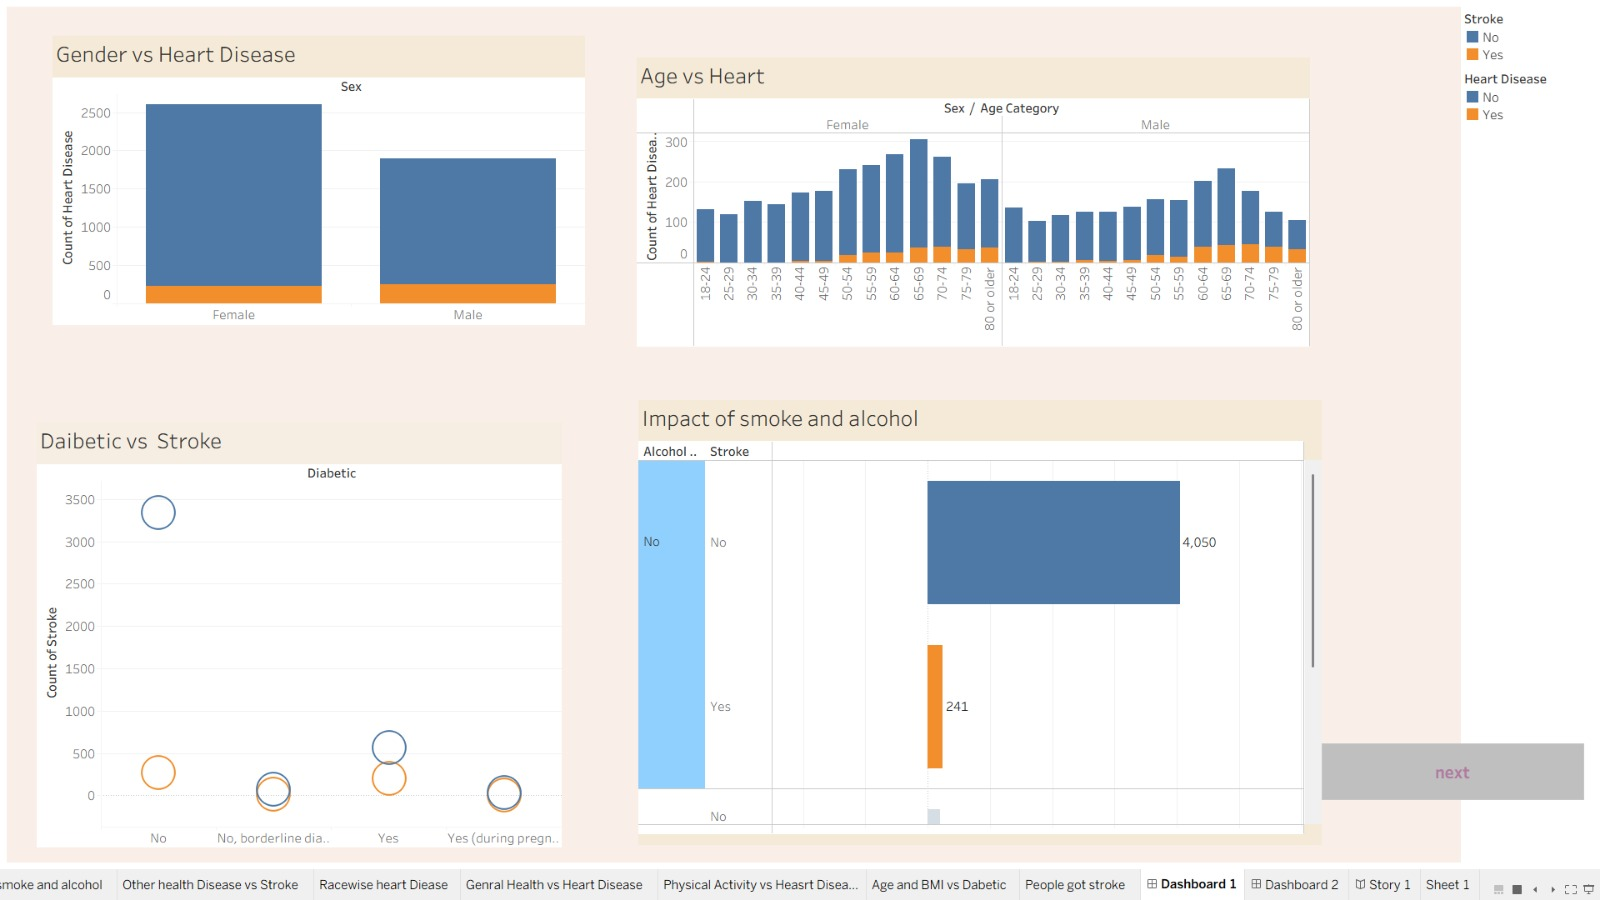 Gender vs Heart Disease
Sex
Count of Heart Disease
2500
2000
1500
1000
500
0
Female
Male
Age vs Heart
Sex / Age Category
Female
Male
Count of Heart Disea..
300
200
100
0
18-24
25-29
30-34
35-39
40-44
45-49
50-54
55-59
60-64
65-69
70-74
75-79
80 or older
18-24
25-29
30-34
35-39
40-44
45-49
50-54
55-59
60-64
65-69
70-74
75-79
80 or older
Stroke
No
Yes
Heart Disease
No
Yes
Daibetic vs Stroke
Diabetic
Count of Stroke
3500
3000
2500
2000
1500
1000
500
0
No
No, borderline dia..
Yes
Yes (during pregn..
Impact of smoke and alcohol
Alcohol .. Stroke
No
No
4,050
Yes
241
No
next
smoke and alcohol
Other health Disease vs Stroke
Racewise heart Diease
Genral Health vs Heart Disease
Physical Activity vs Heasrt Disea...
Age and BMI vs Dabetic
People got stroke
Dashboard 1
Dashboard 2
Story 1
Sheet 1